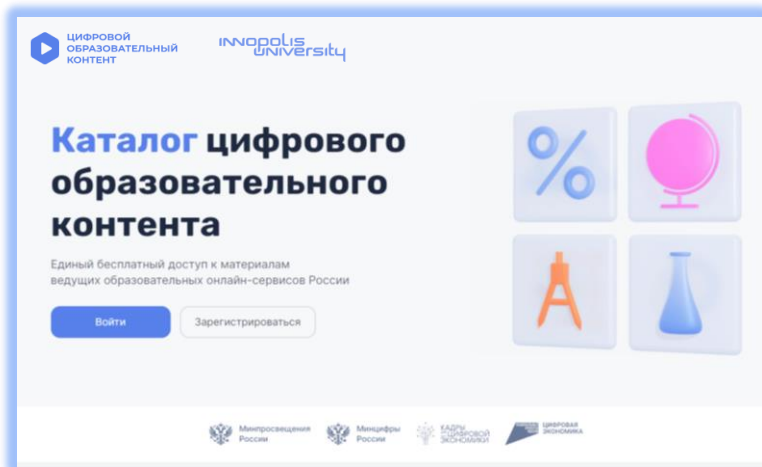 ЦИФРОВОЙ
ОБРАЗОВАТЕЛЬНЫЙ
КОНТЕНТ
INNOPOLIS
UNIVERSITY
Каталог цифрового
образовательного
контента
Единый бесплатный доступ к материалам
ведущих образовательных онлайн-сервисов России
Войти
Зарегистрироваться
Минпросвещения
России
Минцифры
России
КАДРЫ
ЦИФРОВОЙ
ЭКОНОМИКИ
ЦИФРОВАЯ
ЭКОНОМИКА